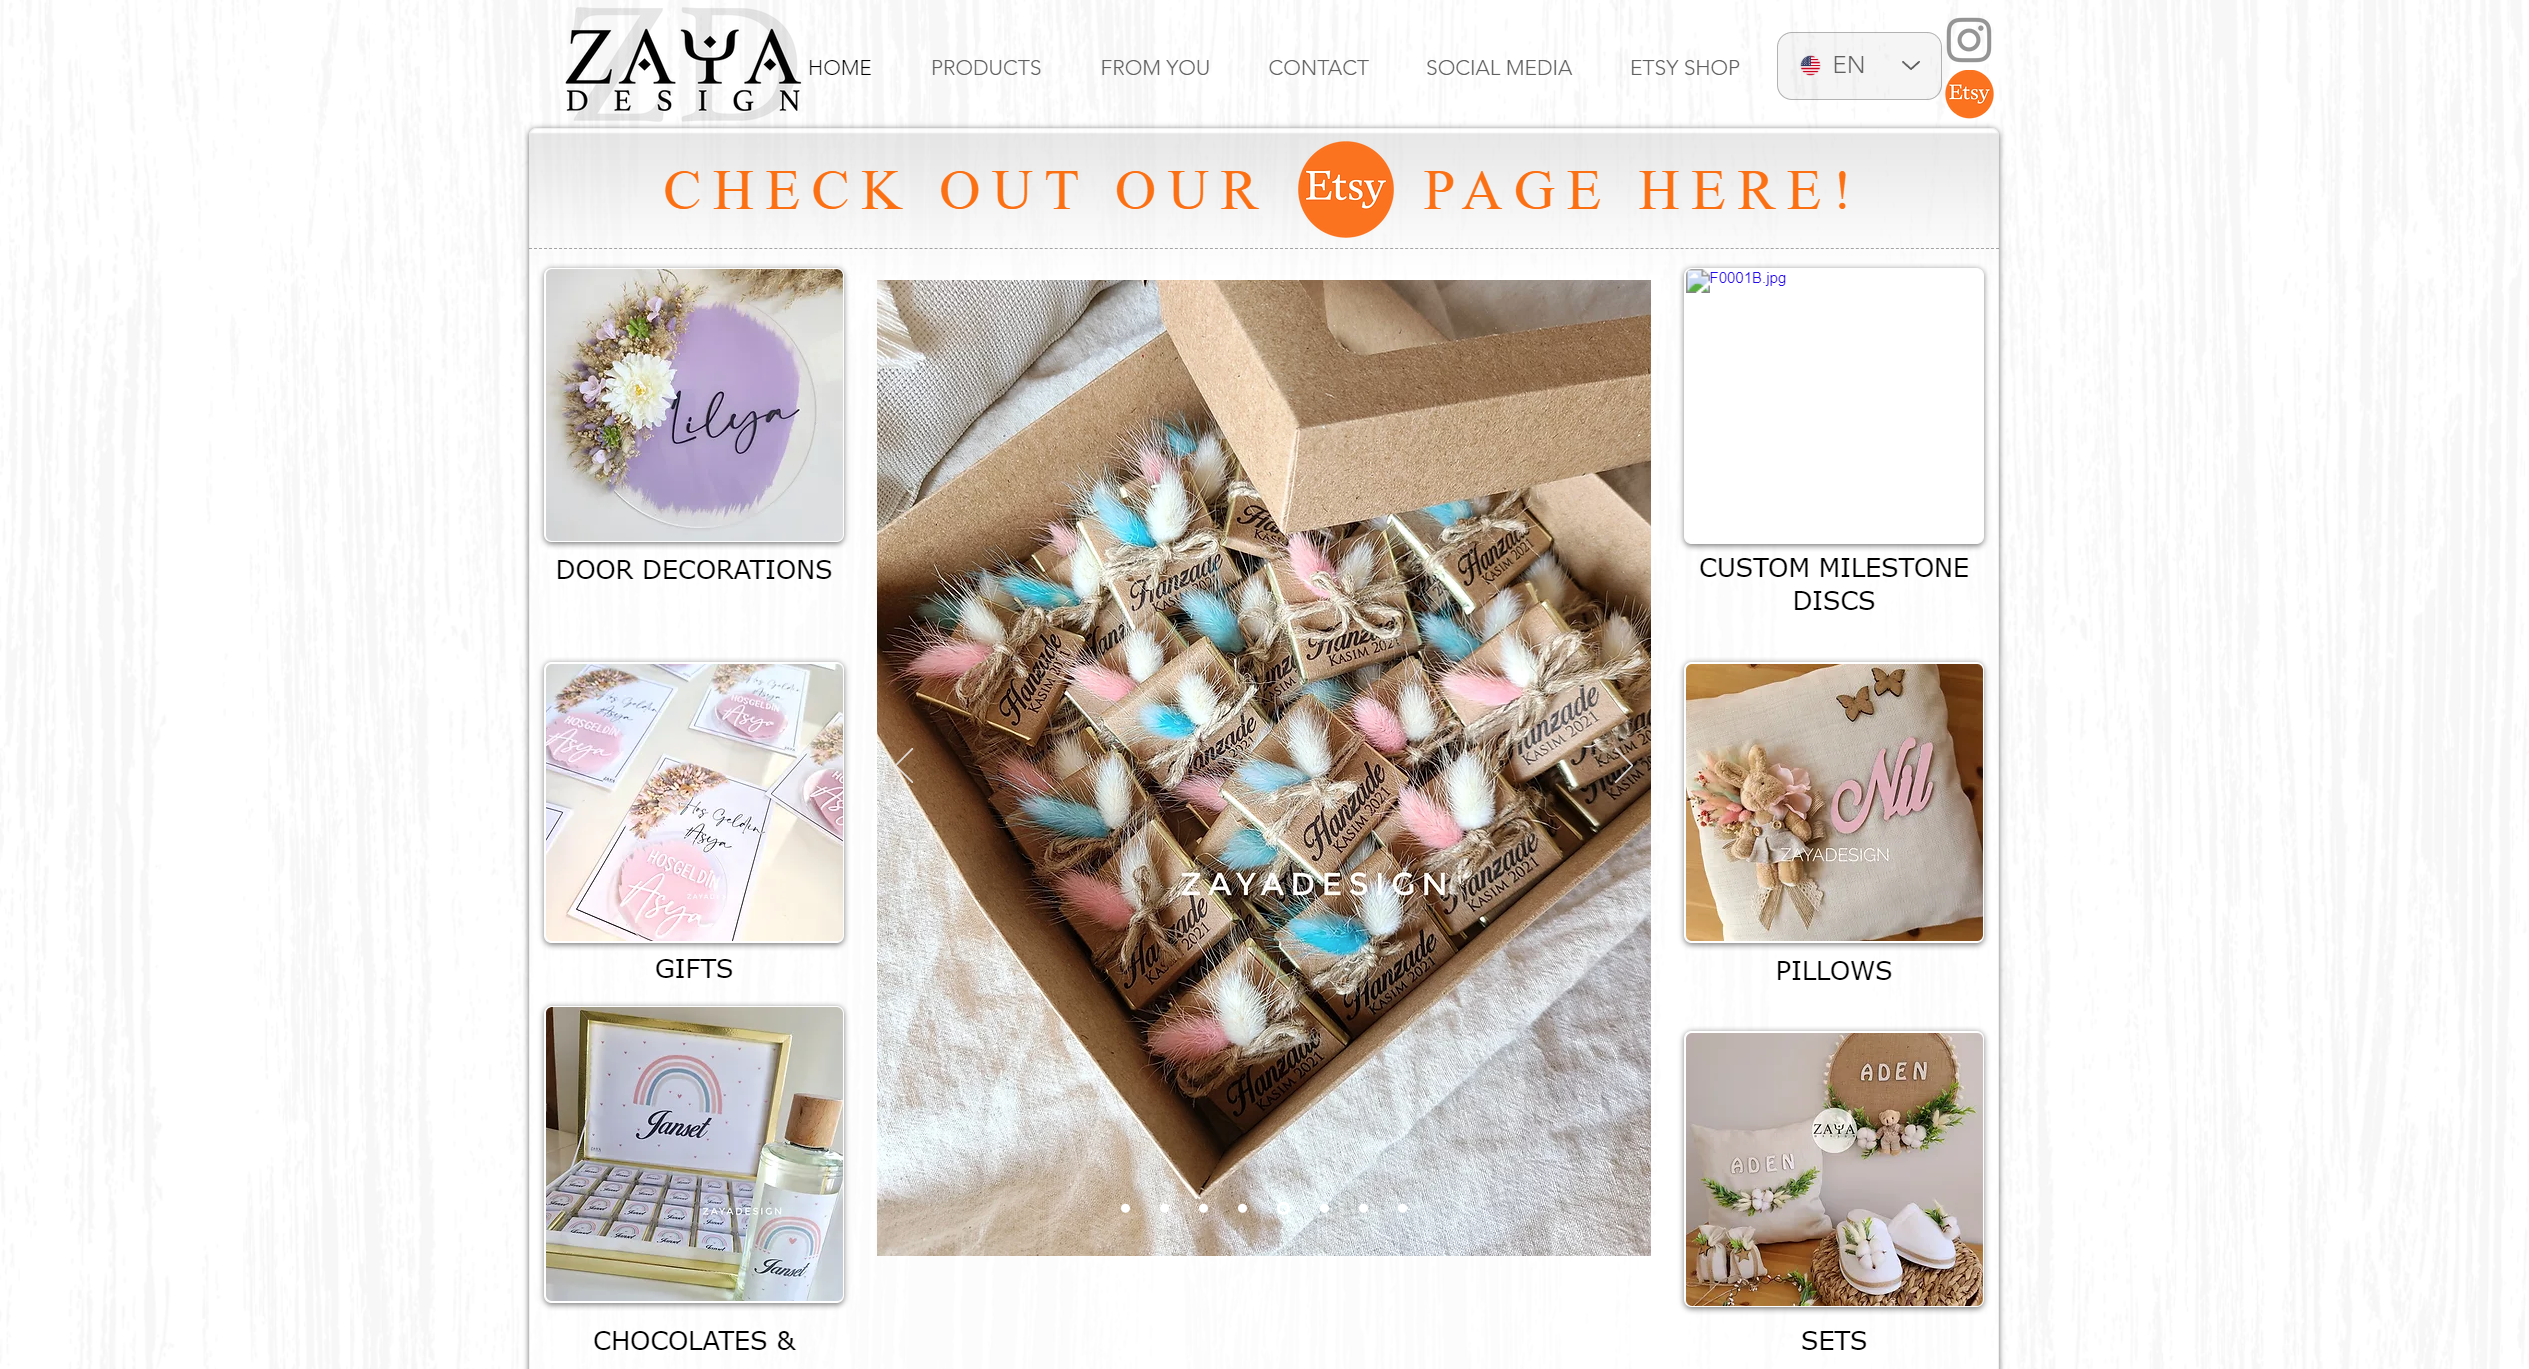 ZAYA
DESIGN
HOME
PRODUCTS
FROM YOU
CONTACT
SOCIAL MEDIA
ETSY SHOP
EN
Etsy
CHECK OUT OUR Etsy PAGE HERE!
Lilya
DOOR DECORATIONS
Hoş Geldin
Asya
HOŞGELDİN
Asya
GIFTS
Janset
ZAYADESIGN
Janset
CHOCOLATES &
Hanzade
KASIM 2021
ZAYADESIGN
F0001B.jpg
CUSTOM MILESTONE
DISCS
Nil
ZAYADESIGN
PILLOWS
ADEN
ZAYA
ADEN
SETS